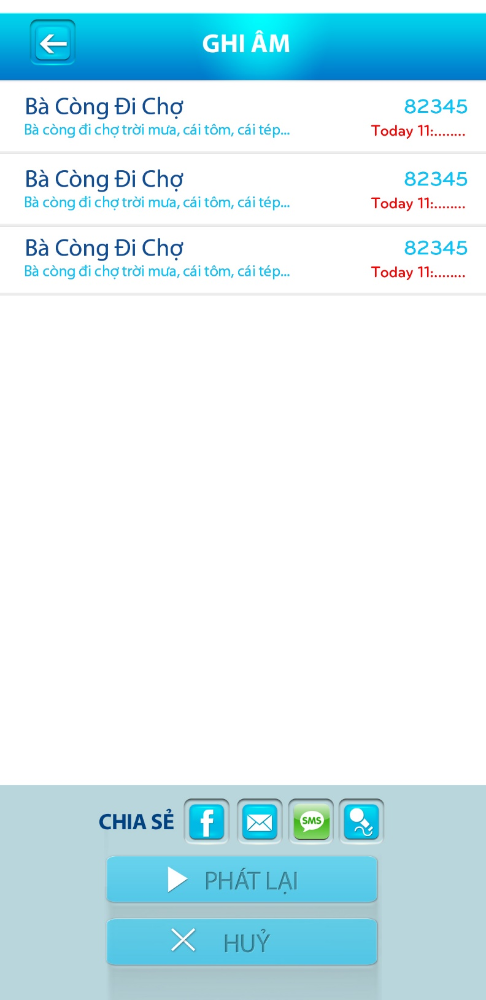 GHI ÂM
Bà Còng Đi Chợ 82345
Bà còng đi chợ trời mưa, cái tôm, cái tép... Today 11:........
Bà Còng Đi Chợ 82345
Bà còng đi chợ trời mưa, cái tôm, cái tép... Today 11:........
Bà Còng Đi Chợ 82345
Bà còng đi chợ trời mưa, cái tôm, cái tép... Today 11:........
CHIA SẺ f SMS
PHÁT LẠI
HUỶ